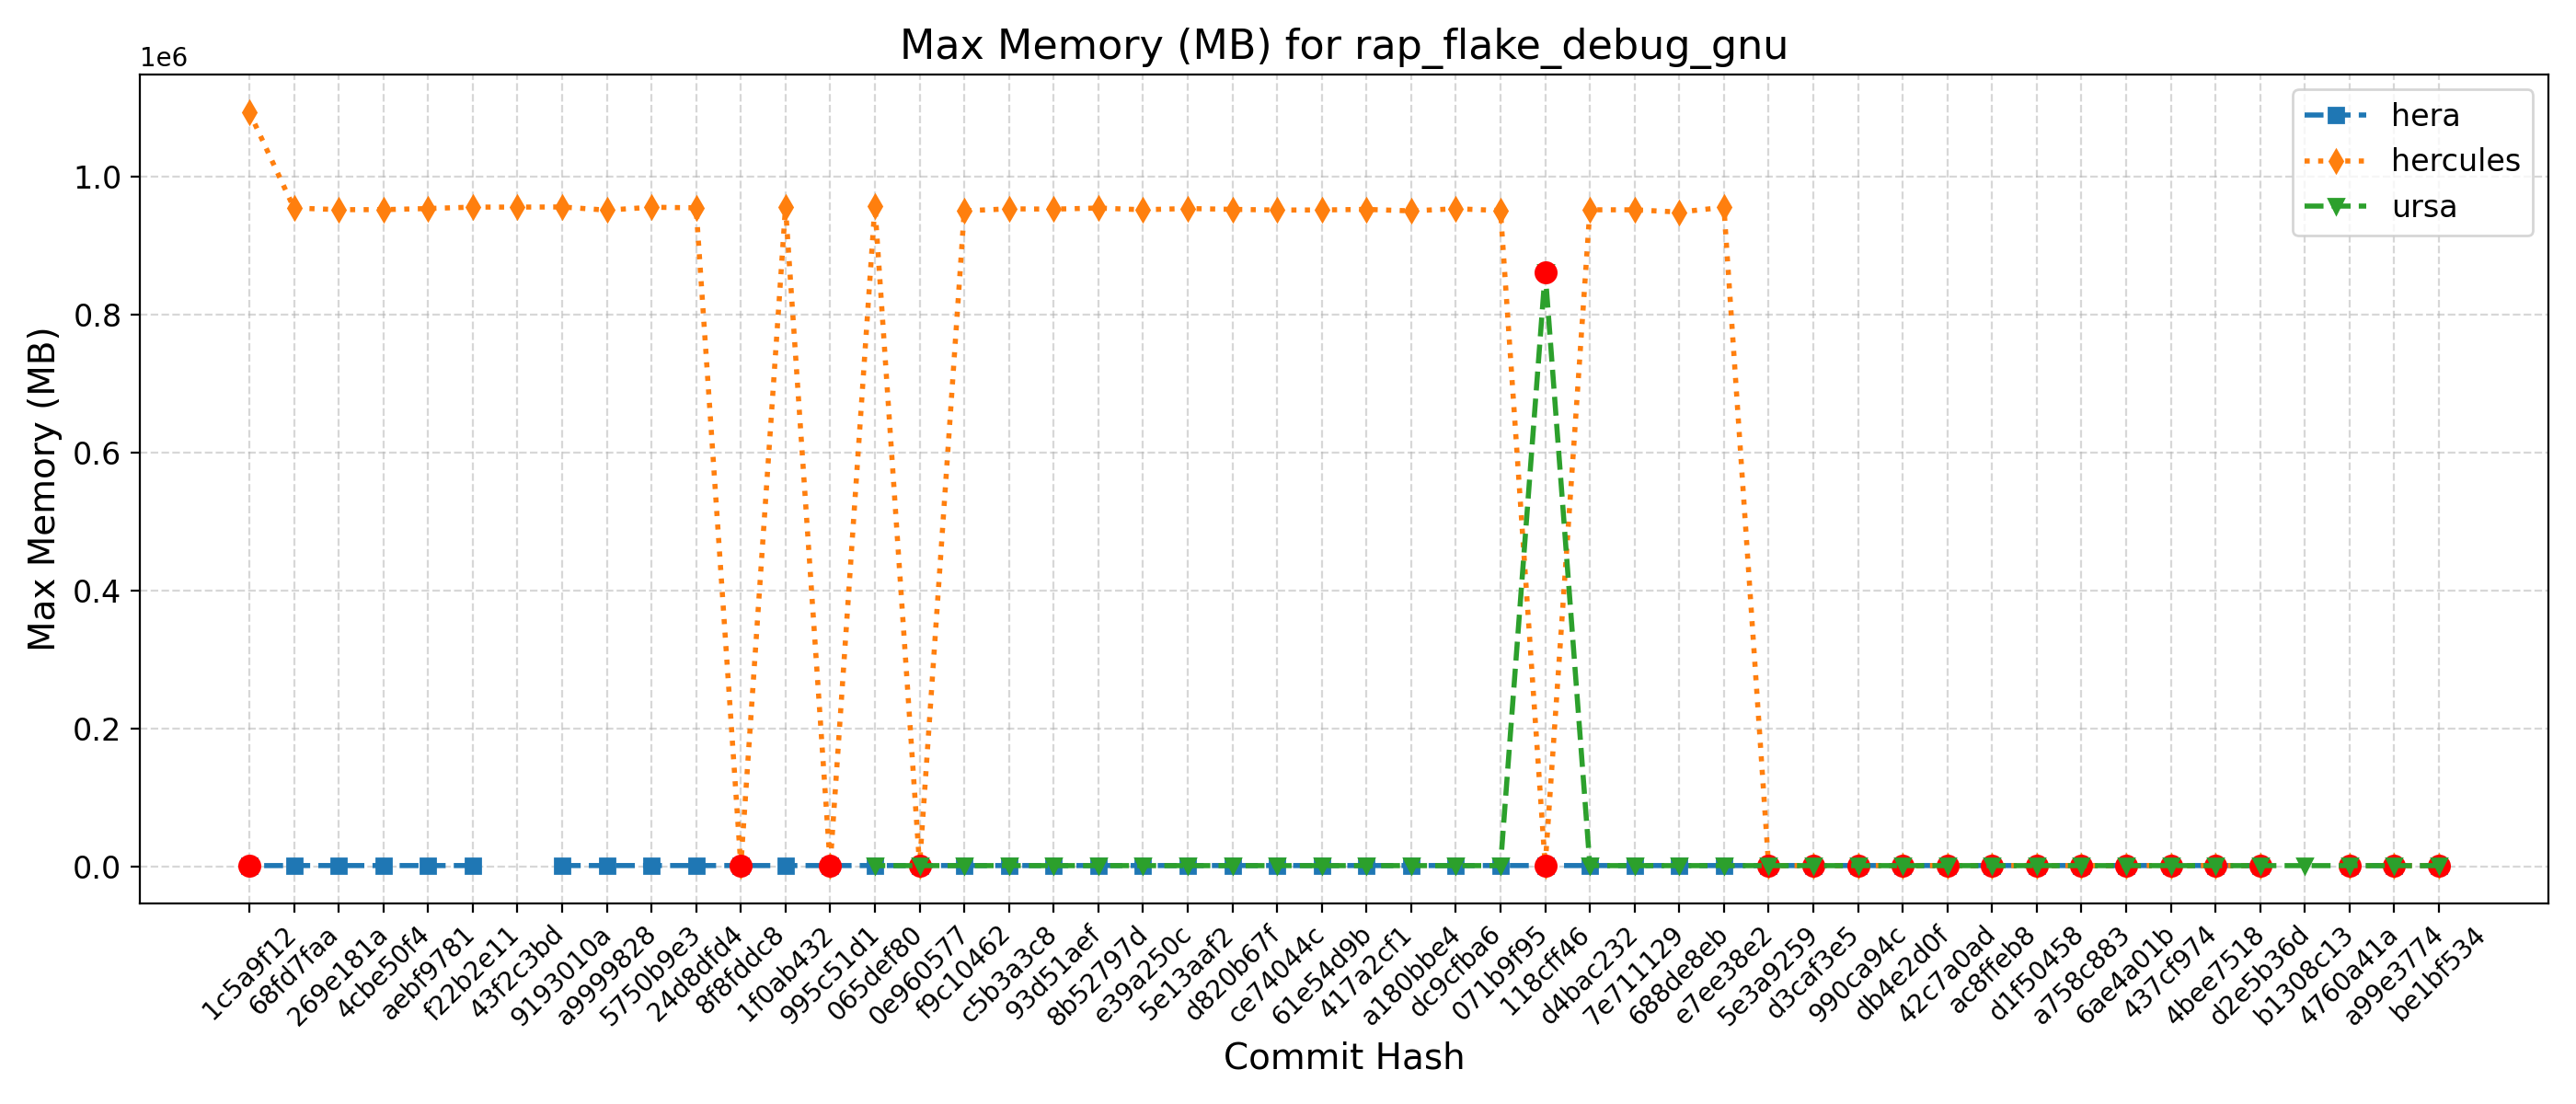 Max Memory (MB) for rap_flake_debug_gnu
1e6
hera
hercules
ursa
1.0
0.8
0.6
0.4
0.2
0.0
Max Memory (MB)
1c5a9f12
68fd7faa
269e181a
4cbe50f4
aebf9781
f22b2e11
43f2c3bd
9193010a
a9999828
5750b9e3
24d8dfd4
8f8fddc8
1f0ab432
995c51d1
065def80
0e960577
f9c10462
c5b3a3c8
93d51aef
8b52797d
e39a250c
5e13aaf2
d820b67f
ce74044c
61e54d9b
417a2cf1
a180bbe4
dc9cfba6
071b9f95
118cff46
d4bac232
7e711129
688de8eb
e7ee38e2
5e3a9259
d3caf3e5
990ca94c
db4e2d0f
42c7a0ad
ac8ffeb8
d1f50458
a758c883
6ae4a01b
437cf974
4bee7518
d2e5b36d
b1308c13
4760a41a
a99e3774
be1bf534
Commit Hash